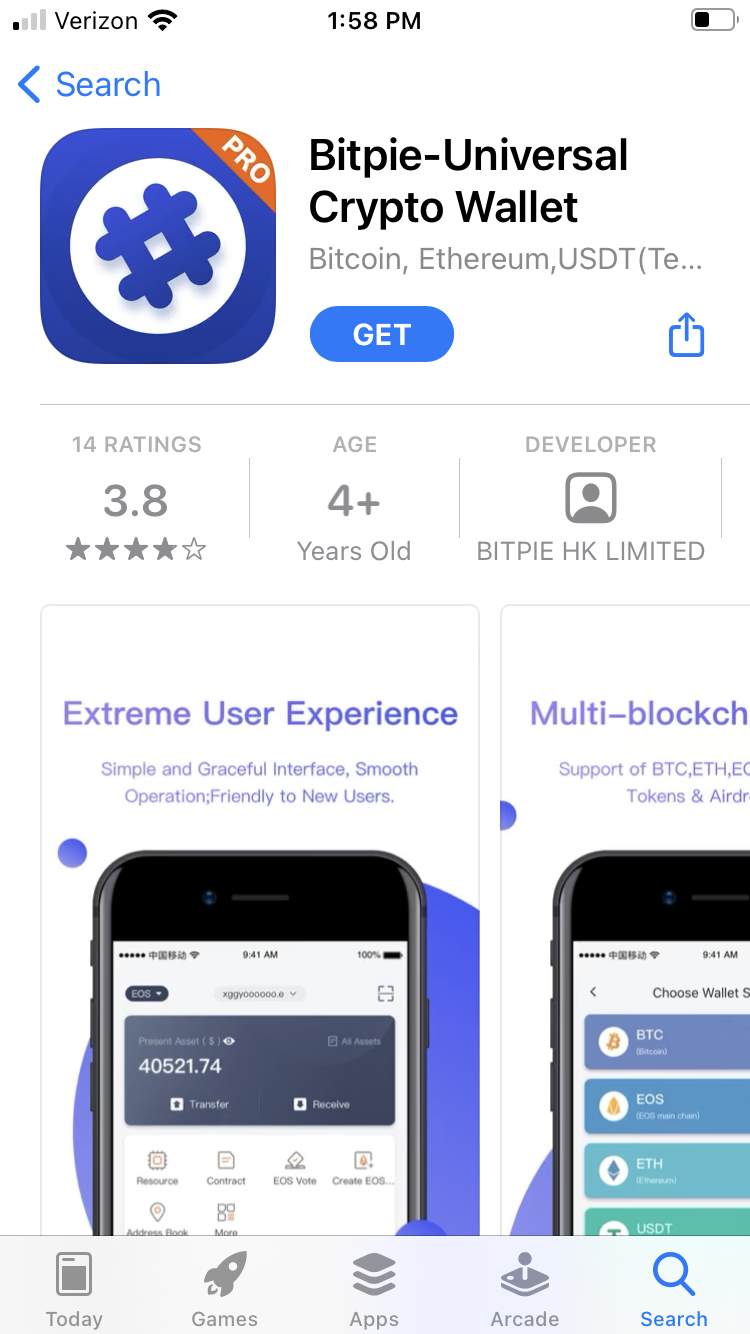 Verizon 1:58 PM
Search
PRO
Bitpie-Universal
Crypto Wallet
Bitcoin, Ethereum,USDT(Te...
GET
14 RATINGS
3.8
AGE
4+
Years Old
DEVELOPER
BITPIE HK LIMITED
Extreme User Experience
Simple and Graceful Interface, Smooth
Operation;Friendly to New Users.
中国移动 9:41 AM 100%
EOS xggyoooooo.e
Present Asset ( $ ) All Assets
40521.74
Transfer Receive
Resource Contract EOS Vote Create EOS...
Address Book More
Multi-blockch
Support of BTC,ETH,EO
Tokens & Airdr
中国移动 9:41 AM
Choose Wallet S
BTC
(Bitcoin)
EOS
(EOS main chain)
ETH
(Ethereum)
USDT
Today Games Apps Arcade Search